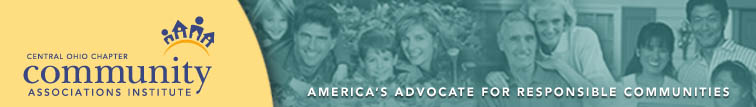 CENTRAL OHIO CHAPTER
community
ASSOCIATIONS INSTITUTE
AMERICA'S ADVOCATE FOR RESPONSIBLE COMMUNITIES